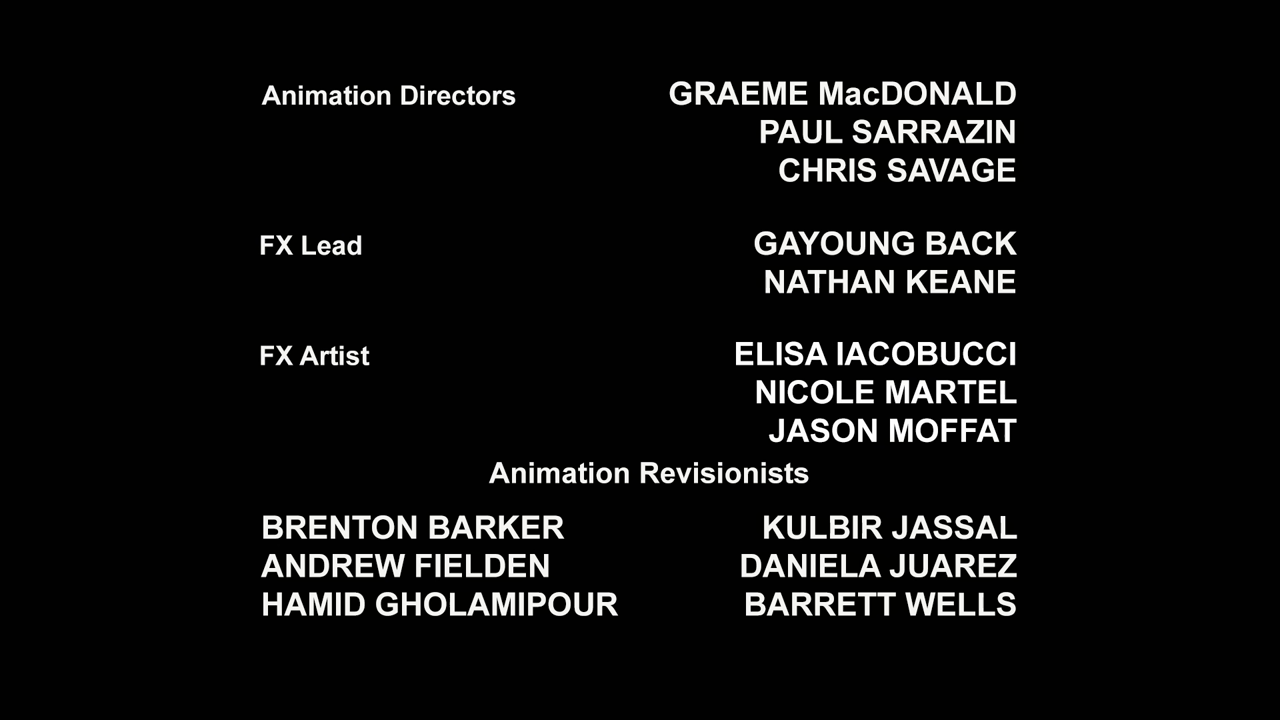 Animation Directors GRAEME MacDONALD
PAUL SARRAZIN
CHRIS SAVAGE
FX Lead GAYOUNG BACK
NATHAN KEANE
FX Artist ELISA IACOBUCCI
NICOLE MARTEL
JASON MOFFAT
Animation Revisionists
BRENTON BARKER KULBIR JASSAL
ANDREW FIELDEN DANIELA JUAREZ
HAMID GHOLAMIPOUR BARRETT WELLS